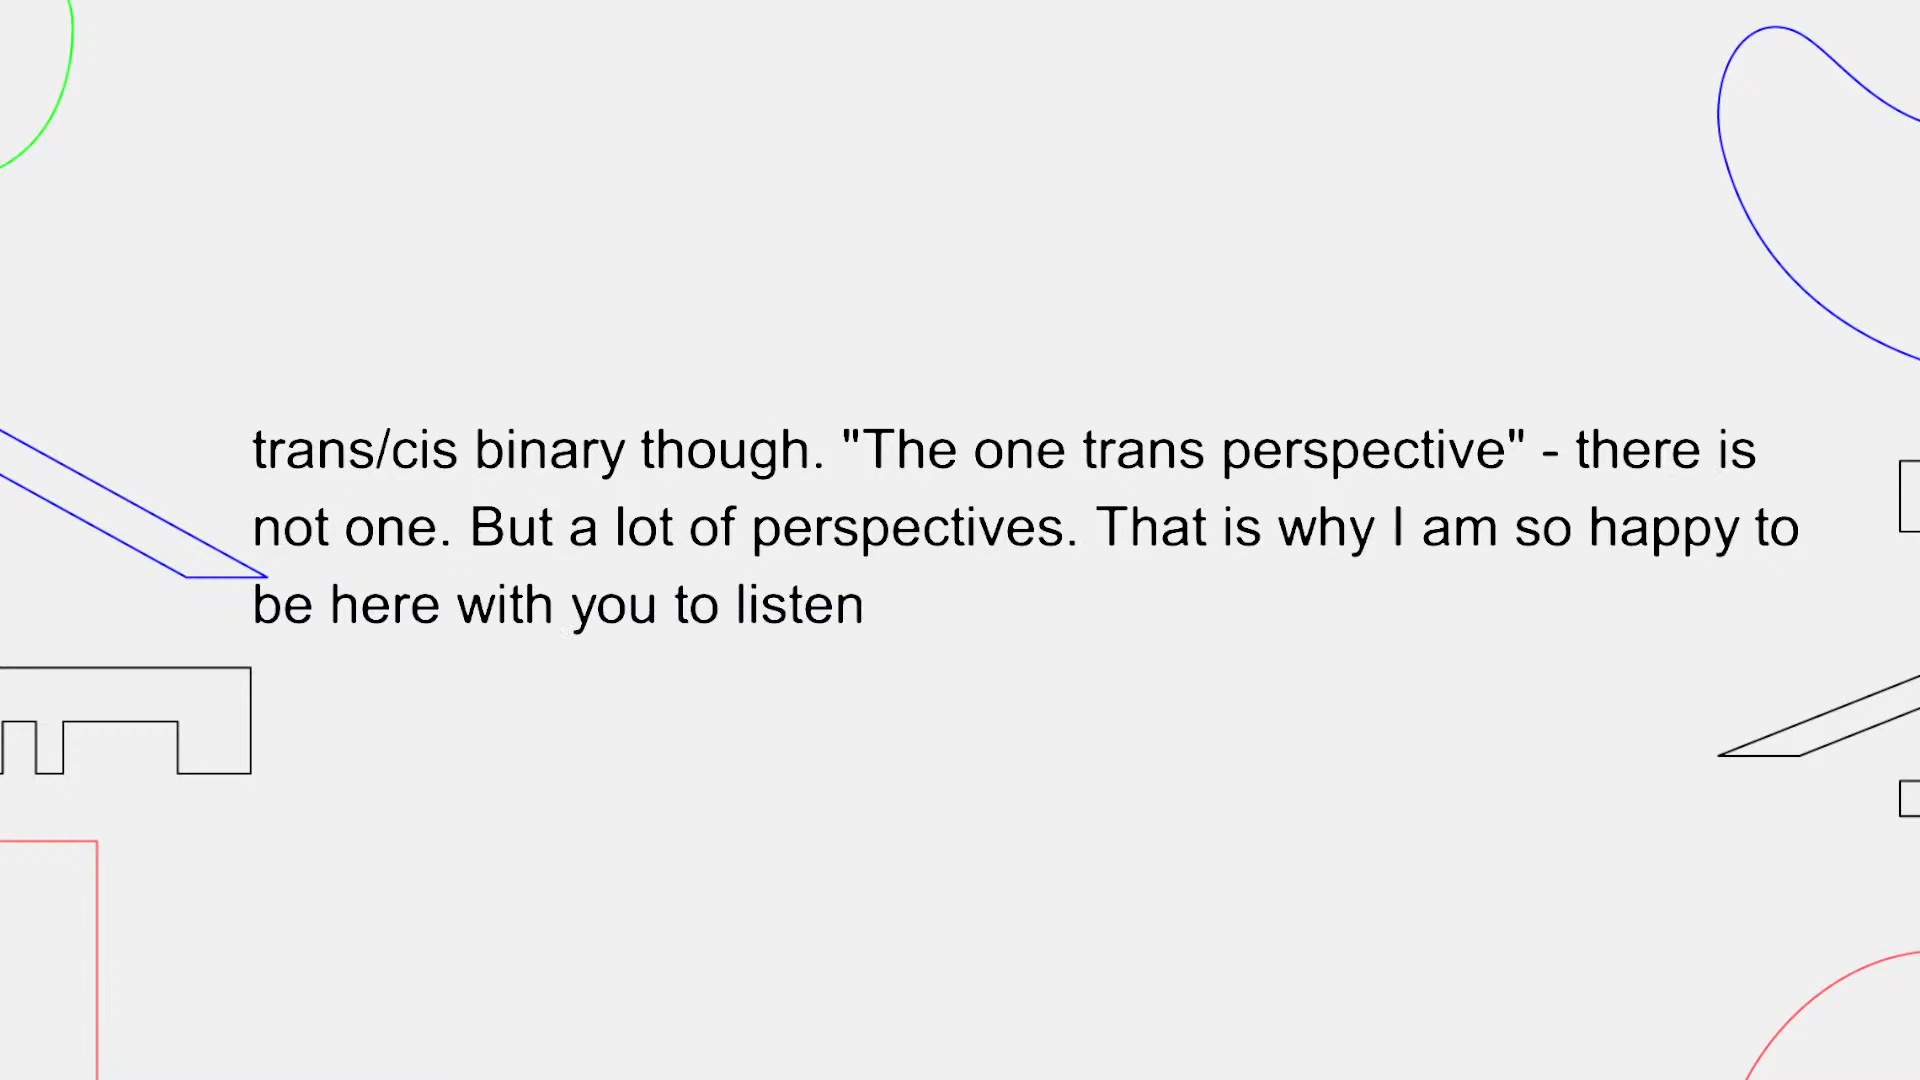 trans/cis binary though. "The one trans perspective" - there is
not one. But a lot of perspectives. That is why I am so happy to
be here with you to listen